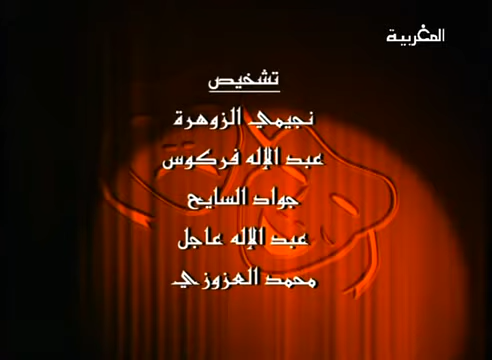 المغربية
تشخيص
نجيمي الزوهرة
عبد الإله فركوس
جواد السايح
عبد الإله عاجل
محمد العزوزي